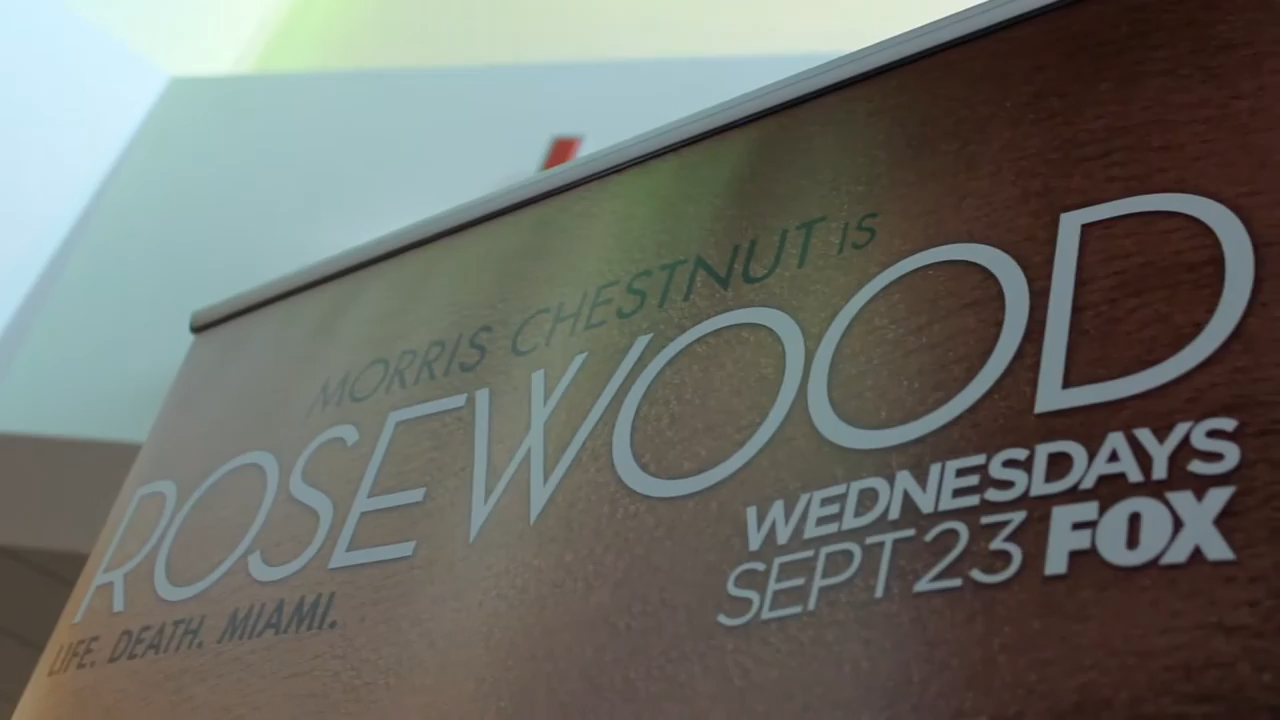 MORRIS CHESTNUT IS
ROSEWOOD
LIFE. DEATH. MIAMI.
WEDNESDAYS
SEPT 23 FOX